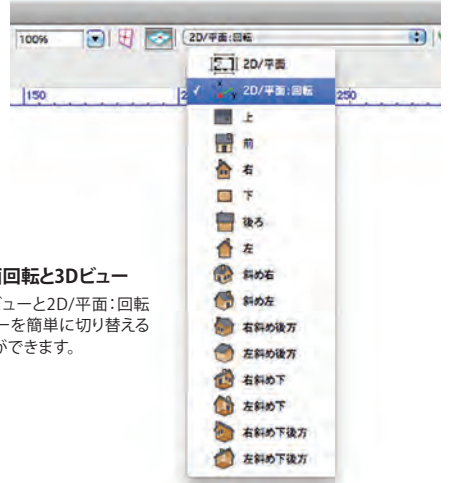 100%
2D/平面:回転
2D/平面
✓ 2D/平面:回転
150
2
250
上
前
右
下
後ろ
左
斜め右
斜め左
右斜め後方
左斜め後方
右斜め下
左斜め下
右斜め下後方
左斜め下後方
回転と3Dビュー
ューと2D/平面：回転
ーを簡単に切り替える
ができます。